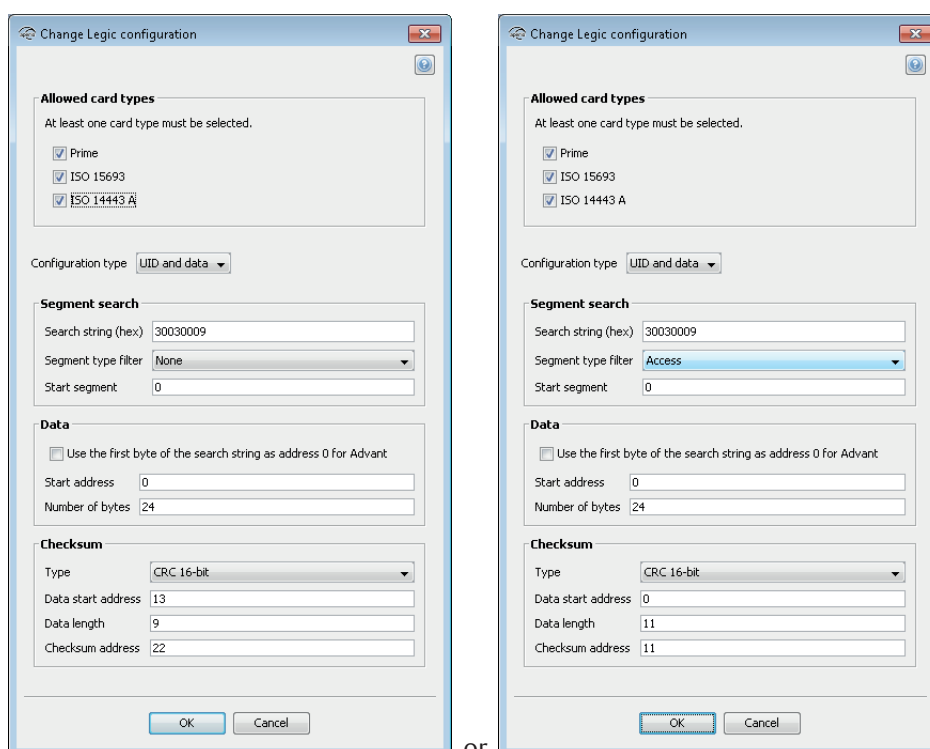 Change Legic configuration
Allowed card types
At least one card type must be selected.
Prime
ISO 15693
ISO 14443 A
Configuration type UID and data
Segment search
Search string (hex) 30030009
Segment type filter None
Start segment 0
Data
Use the first byte of the search string as address 0 for Advant
Start address 0
Number of bytes 24
Checksum
Type CRC 16-bit
Data start address 13
Data length 9
Checksum address 22
OK Cancel
or
Change Legic configuration
Allowed card types
At least one card type must be selected.
Prime
ISO 15693
ISO 14443 A
Configuration type UID and data
Segment search
Search string (hex) 30030009
Segment type filter Access
Start segment 0
Data
Use the first byte of the search string as address 0 for Advant
Start address 0
Number of bytes 24
Checksum
Type CRC 16-bit
Data start address 0
Data length 11
Checksum address 11
OK Cancel